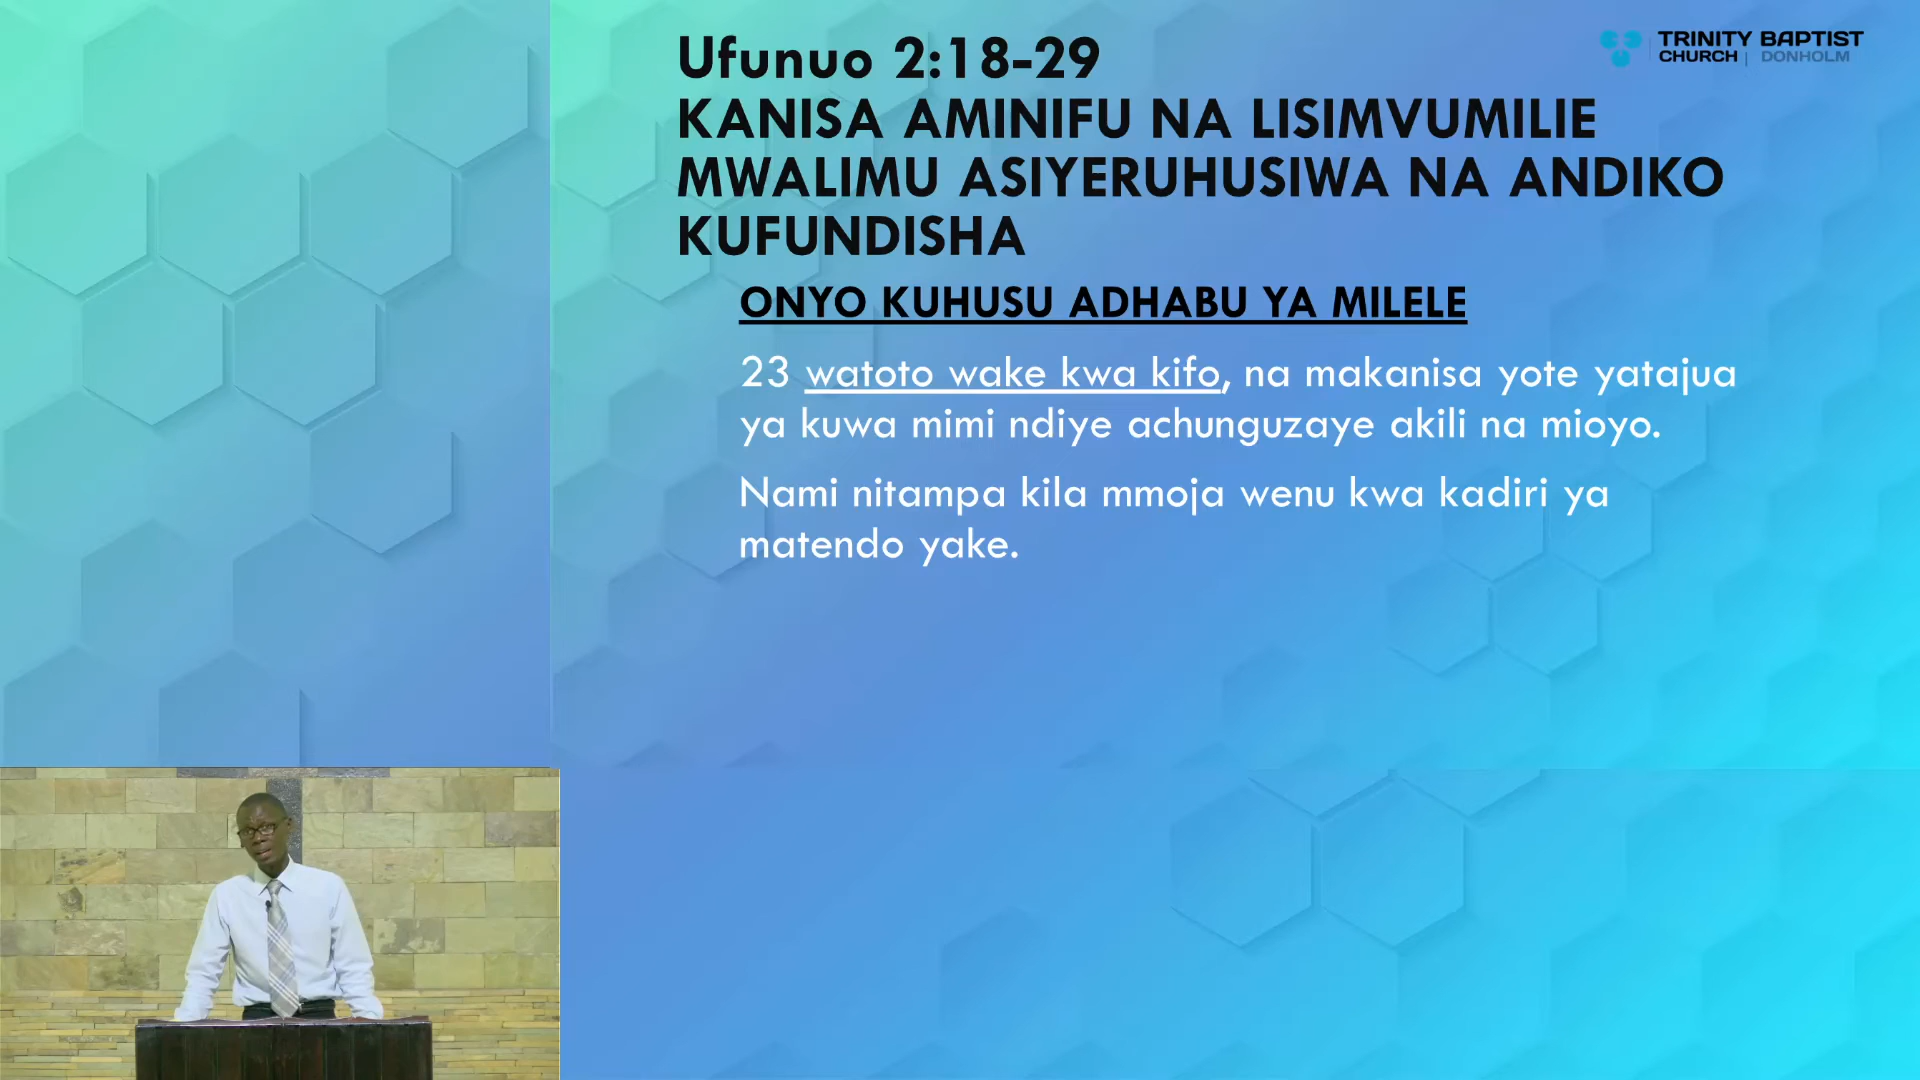 Ufunuo 2:18-29
KANISA AMINIFU NA LISIMVUMILIE
MWALIMU ASIYERUHUSIWA NA ANDIKO
KUFUNDISHA
TRINITY BAPTIST
CHURCH | DONHOLM
ONYO KUHUSU ADHABU YA MILELE
23 watoto wake kwa kifo, na makanisa yote yatajua
ya kuwa mimi ndiye achunguzaye akili na mioyo.
Nami nitampa kila mmoja wenu kwa kadiri ya
matendo yake.